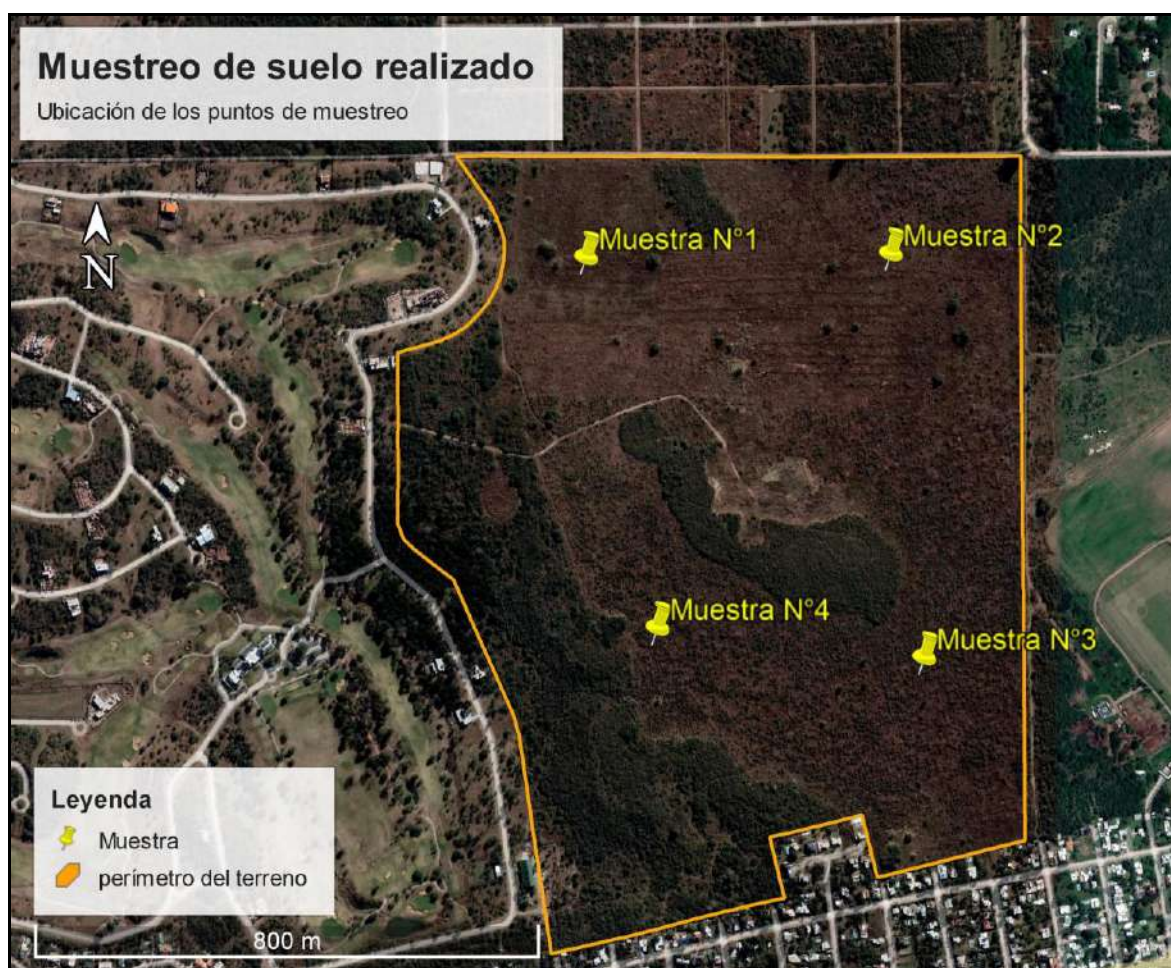 Muestreo de suelo realizado
Ubicación de los puntos de muestreo
Muestra N°1
Muestra N°2
N
Muestra N°4
Muestra N°3
Leyenda
Muestra
perímetro del terreno
800 m